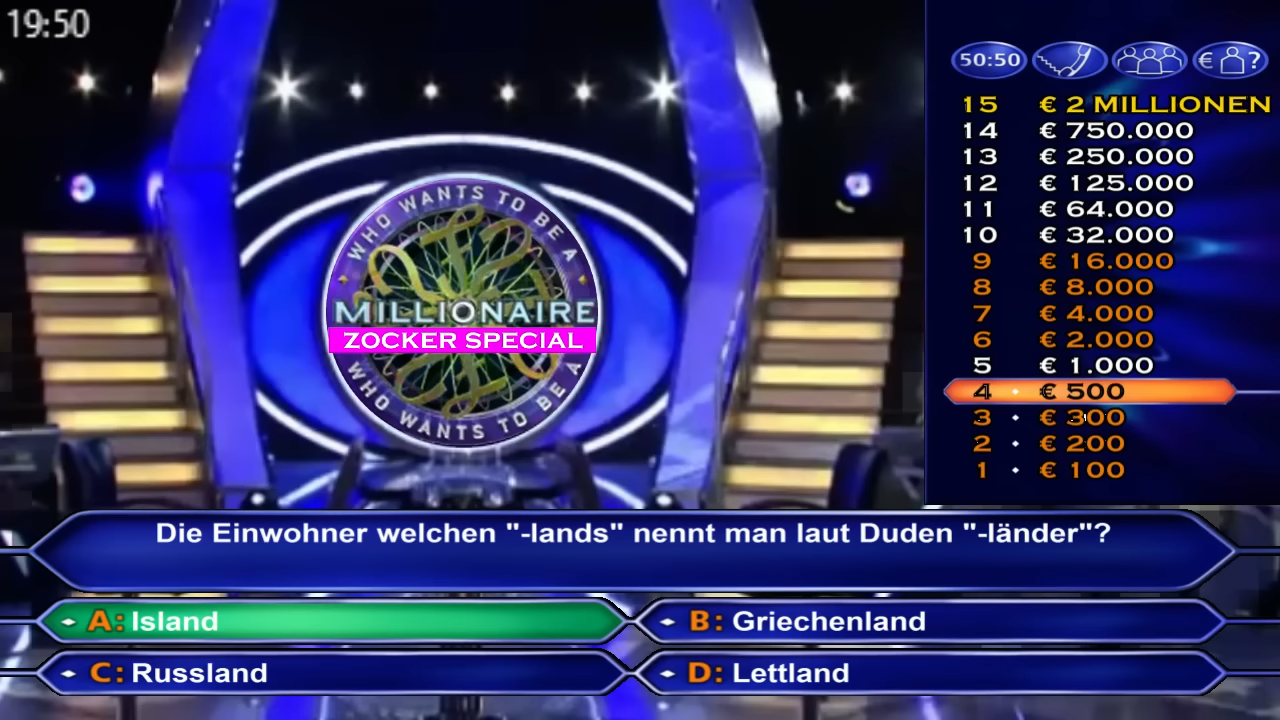 19:50
WHO WANTS TO BE A
MILLIONAIRE
ZOCKER SPECIAL
WHO WANTS TO BE A
50:50
€ ?
15 € 2 MILLIONEN
14 € 750.000
13 € 250.000
12 € 125.000
11 € 64.000
10 € 32.000
9 € 16.000
8 € 8.000
7 € 4.000
6 € 2.000
5 € 1.000
4 € 500
3 € 300
2 € 200
1 € 100
Die Einwohner welchen "-lands" nennt man laut Duden "-länder"?
A: Island
B: Griechenland
C: Russland
D: Lettland